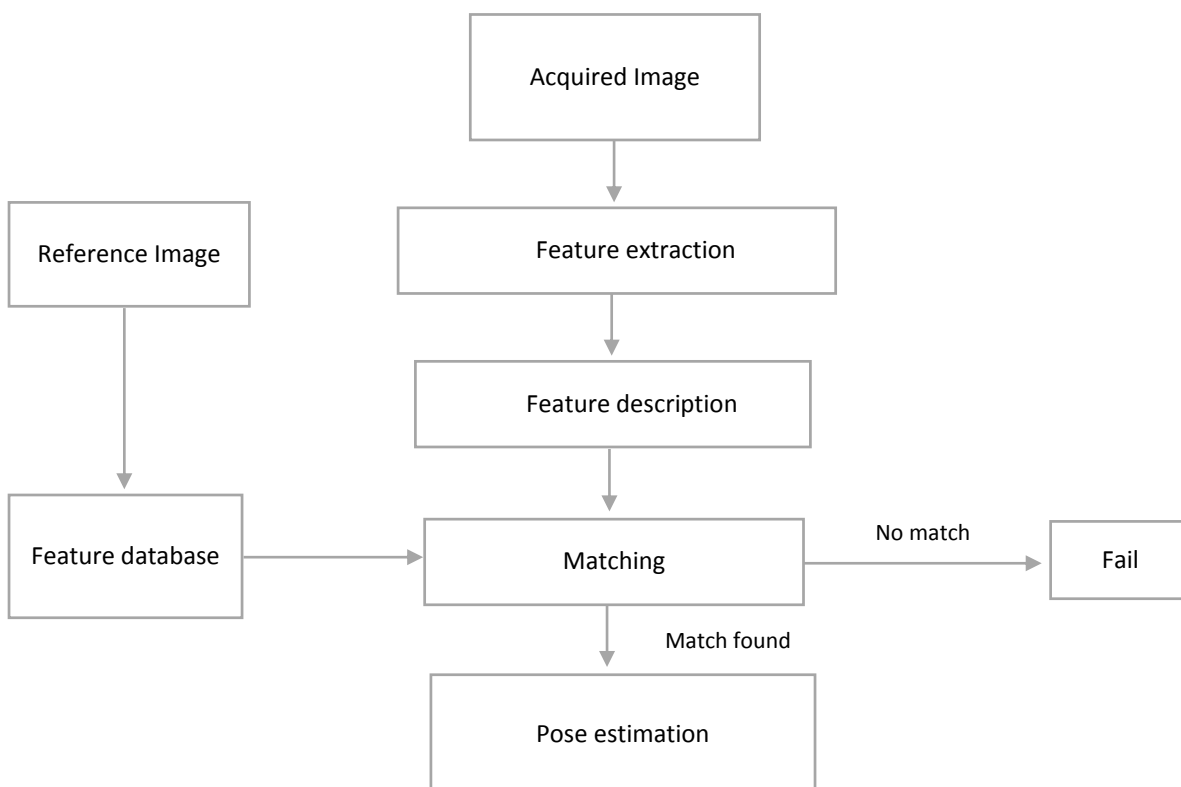 Acquired Image
Reference Image
Feature extraction
Feature description
Feature database
Matching
No match
Fail
Match found
Pose estimation